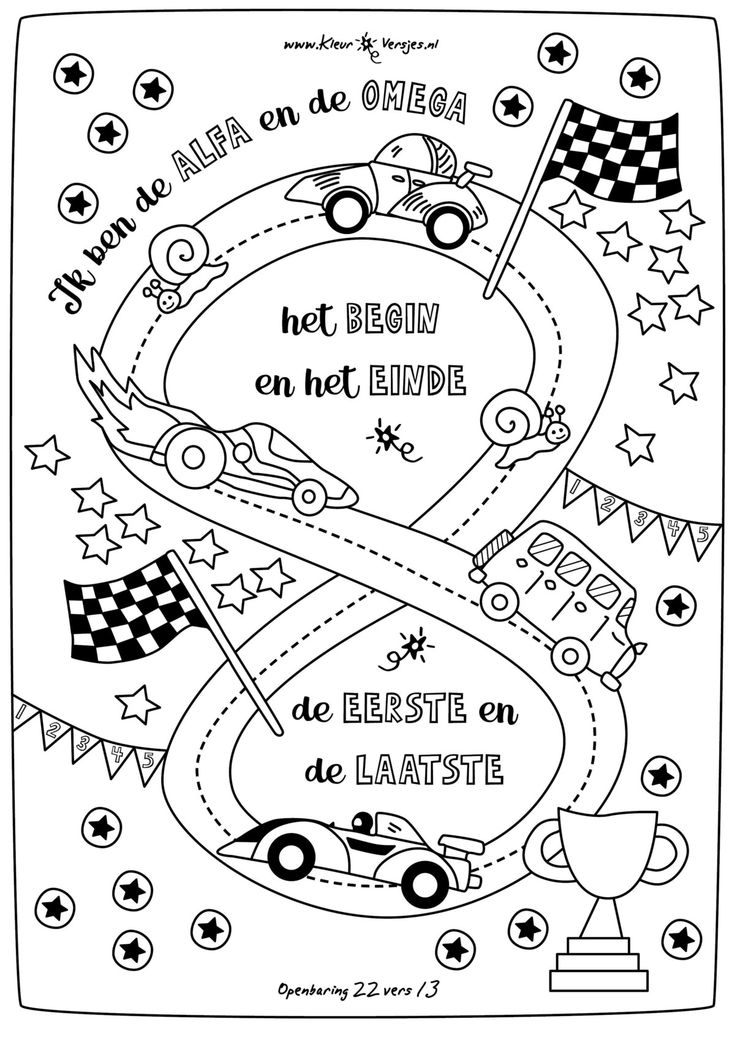 www.Kleur Versjes.nl
Ik ben de ALFA en de OMEGA
het BEGIN
en het EINDE
1 2 3 4 5
de EERSTE en
de LAATSTE
1 2 3 4 5
Openbaring 22 vers 13